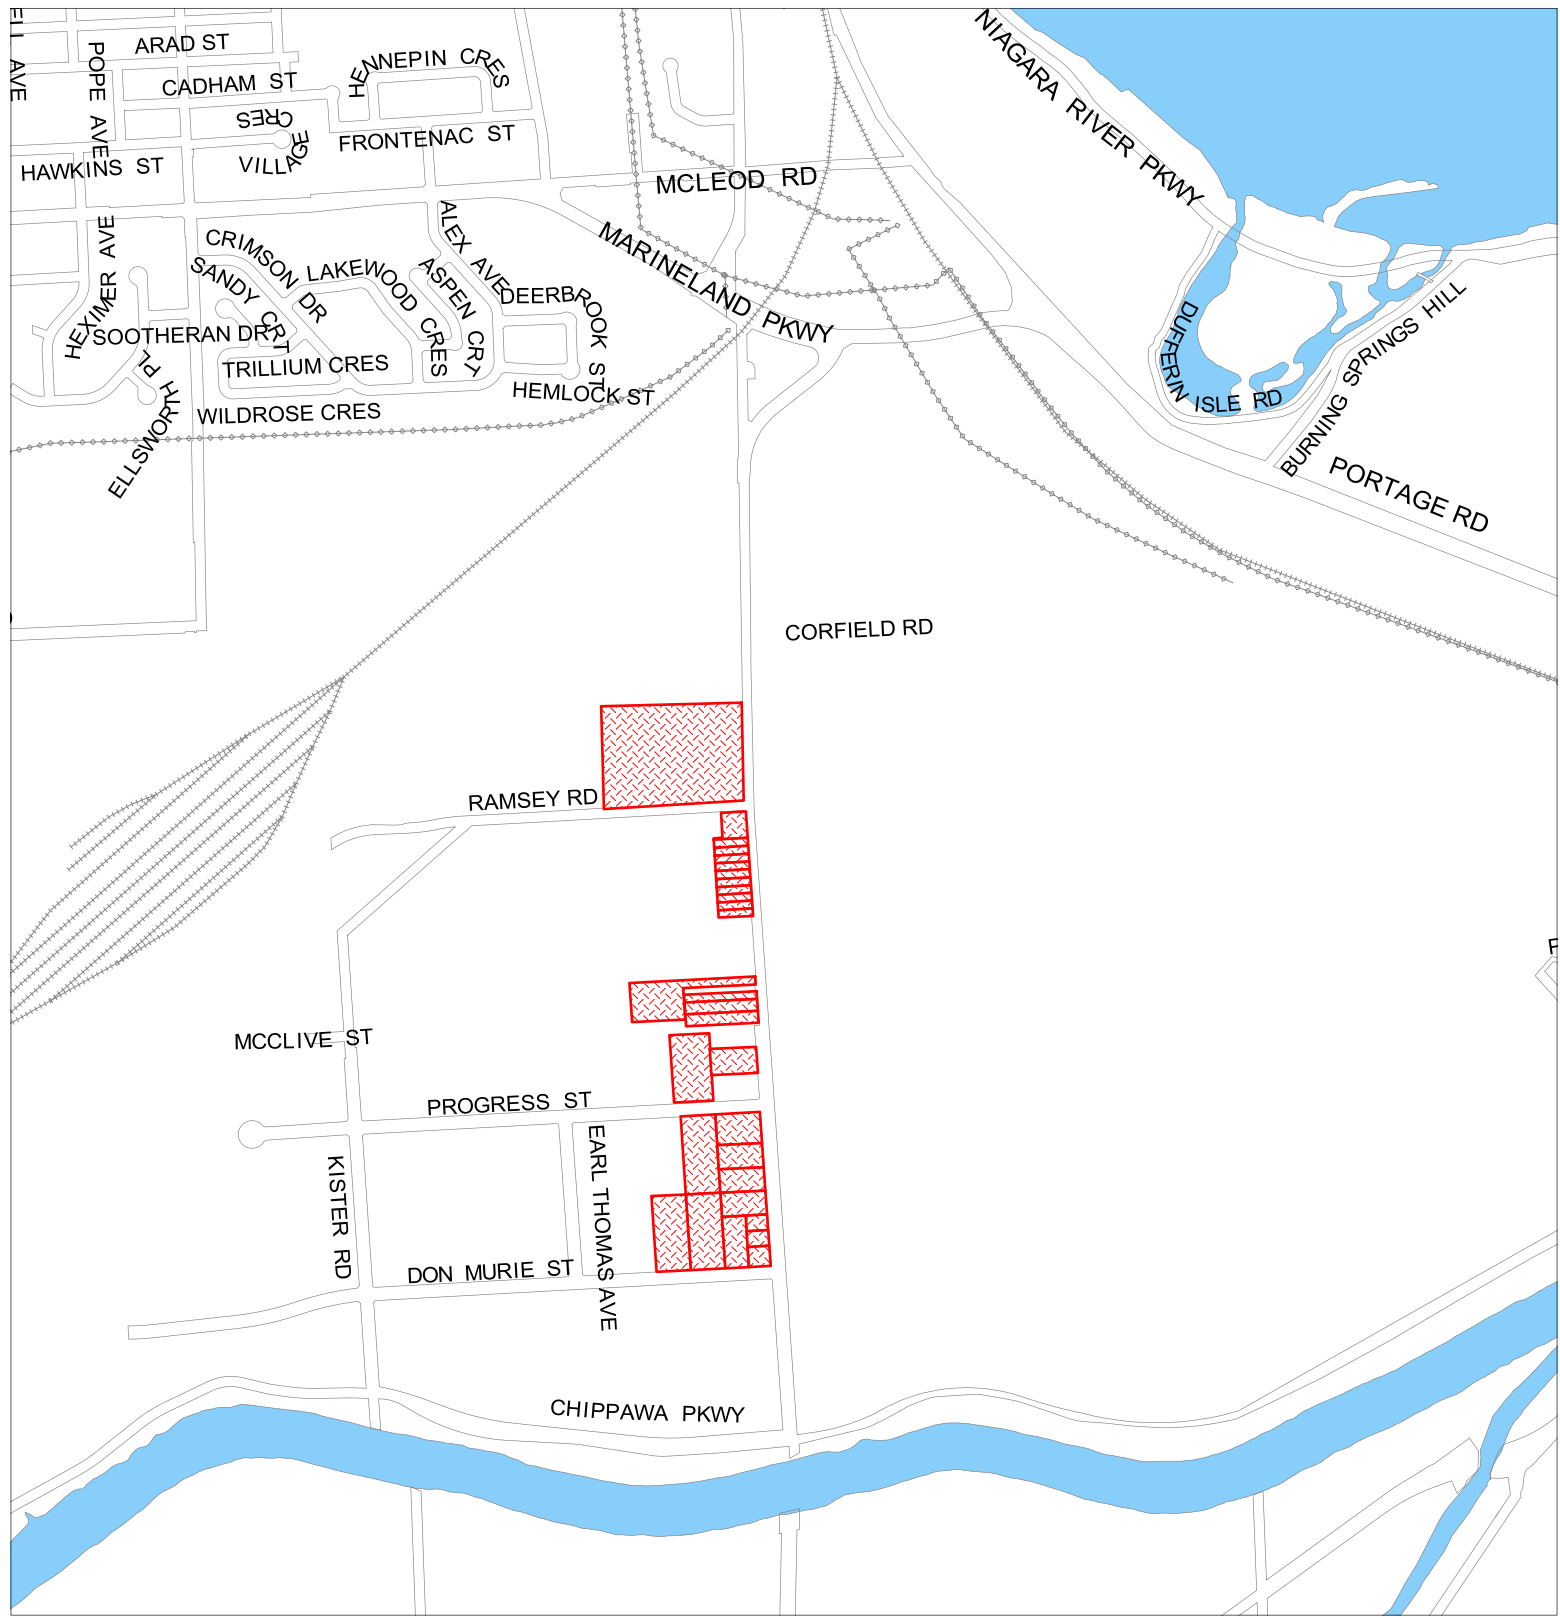 ARAD ST
POPE AVE
HENNEPIN CRES
CADHAM ST
NIAGARA RIVER PKWY
VILLAGE CRES
FRONTENAC ST
HAWKINS ST
MCLEOD RD
HEXIMER AVE
ALEX AVE
CRIMSON DR
SANDY CRT
LAKEWOOD CRES
ASPEN CRT
MARINELAND PKWY
DEERBROOK ST
SOOTHERAN DR
TRILLIUM CRES
ELLSWORTH PL
WILDROSE CRES
HEMLOCK ST
DUFFERIN ISLE RD
BURNING SPRINGS HILL
PORTAGE RD
CORFIELD RD
RAMSEY RD
MCCLIVE ST
PROGRESS ST
EARL THOMAS AVE
KISTER RD
DON MURIE ST
CHIPPAWA PKWY